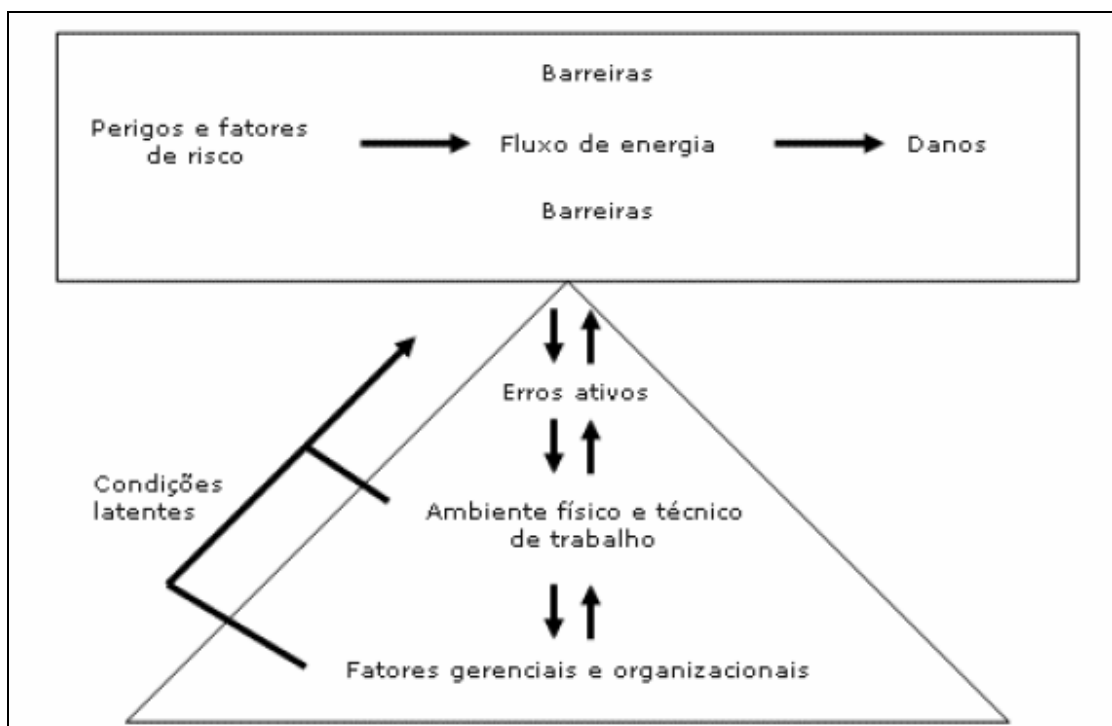 Barreiras
Perigos e fatores
de risco
Fluxo de energia
Danos
Barreiras
Erros ativos
Condições
latentes
Ambiente físico e técnico
de trabalho
Fatores gerenciais e organizacionais